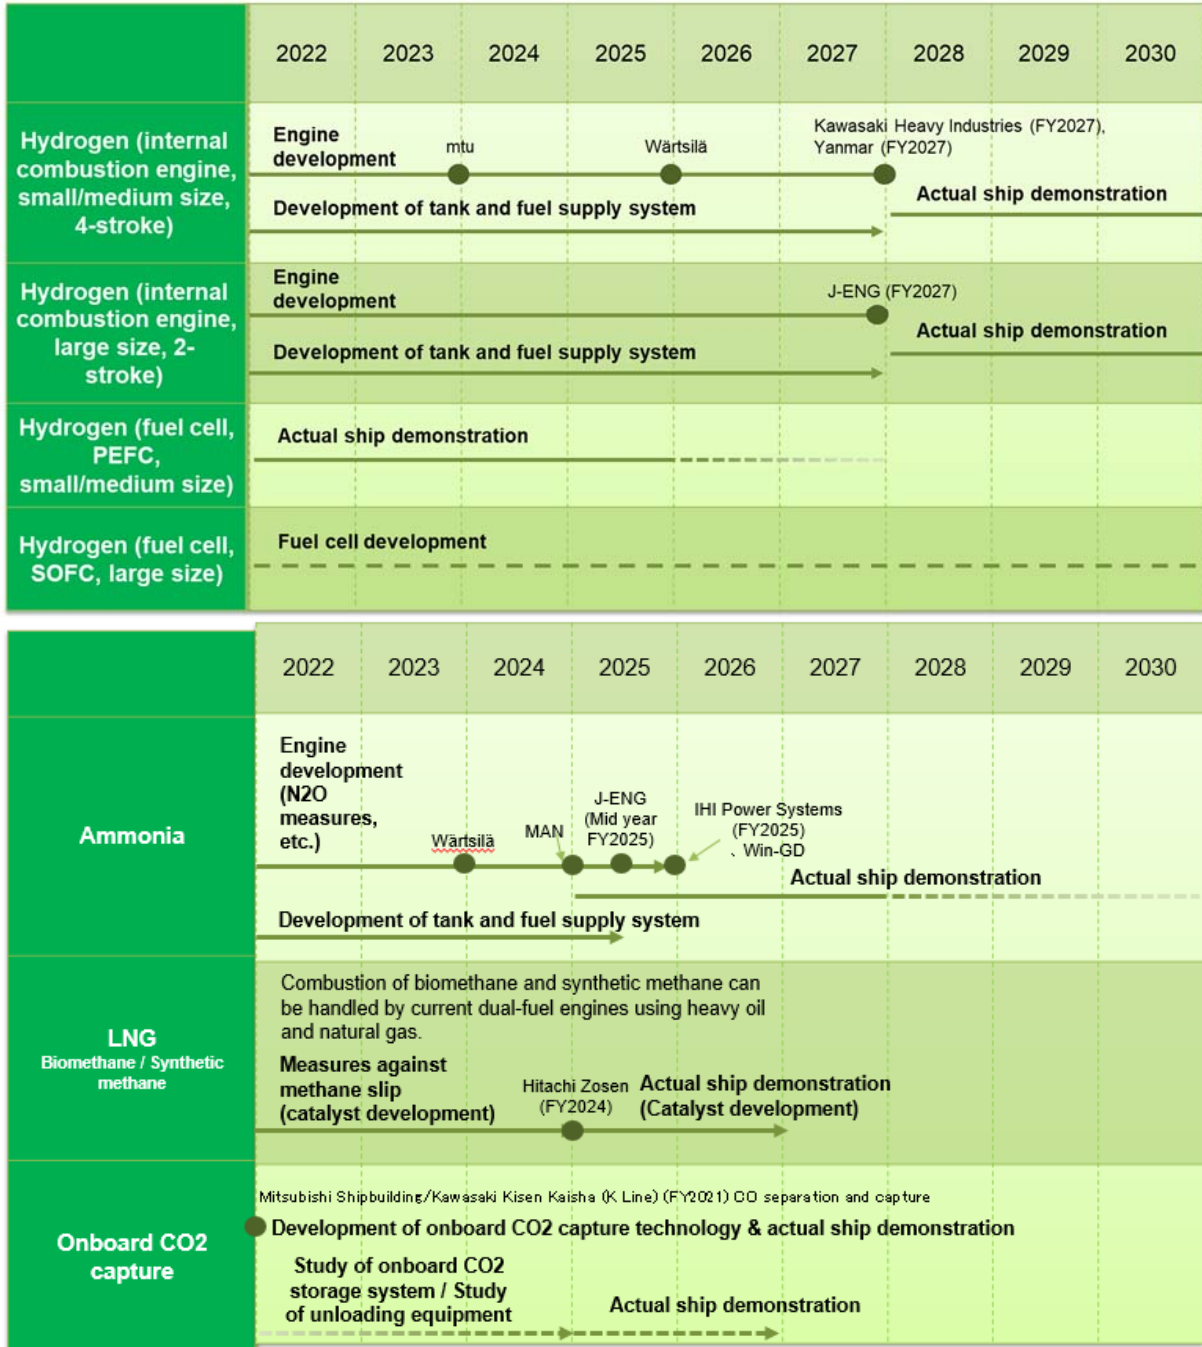 2022 2023 2024 2025 2026 2027 2028 2029 2030
Hydrogen (internal
combustion engine,
small/medium size,
4-stroke)
Engine
development
mtu
Wärtsilä
Kawasaki Heavy Industries (FY2027),
Yanmar (FY2027)
Development of tank and fuel supply system
Actual ship demonstration
Hydrogen (internal
combustion engine,
large size, 2-
stroke)
Engine
development
J-ENG (FY2027)
Development of tank and fuel supply system
Actual ship demonstration
Hydrogen (fuel cell,
PEFC,
small/medium size)
Actual ship demonstration
Hydrogen (fuel cell,
SOFC, large size)
Fuel cell development
2022 2023 2024 2025 2026 2027 2028 2029 2030
Ammonia
Engine
development
(N2O
measures,
etc.)
Wärtsilä
MAN
J-ENG
(Mid year
FY2025)
IHI Power Systems
(FY2025)
、Win-GD
Actual ship demonstration
Development of tank and fuel supply system
LNG
Biomethane / Synthetic
methane
Combustion of biomethane and synthetic methane can
be handled by current dual-fuel engines using heavy oil
and natural gas.
Measures against
methane slip
(catalyst development)
Hitachi Zosen
(FY2024)
Actual ship demonstration
(Catalyst development)
Onboard CO2
capture
Mitsubishi Shipbuilding/Kawasaki Kisen Kaisha (K Line) (FY2021) CO separation and capture
Development of onboard CO2 capture technology & actual ship demonstration
Study of onboard CO2
storage system / Study
of unloading equipment
Actual ship demonstration